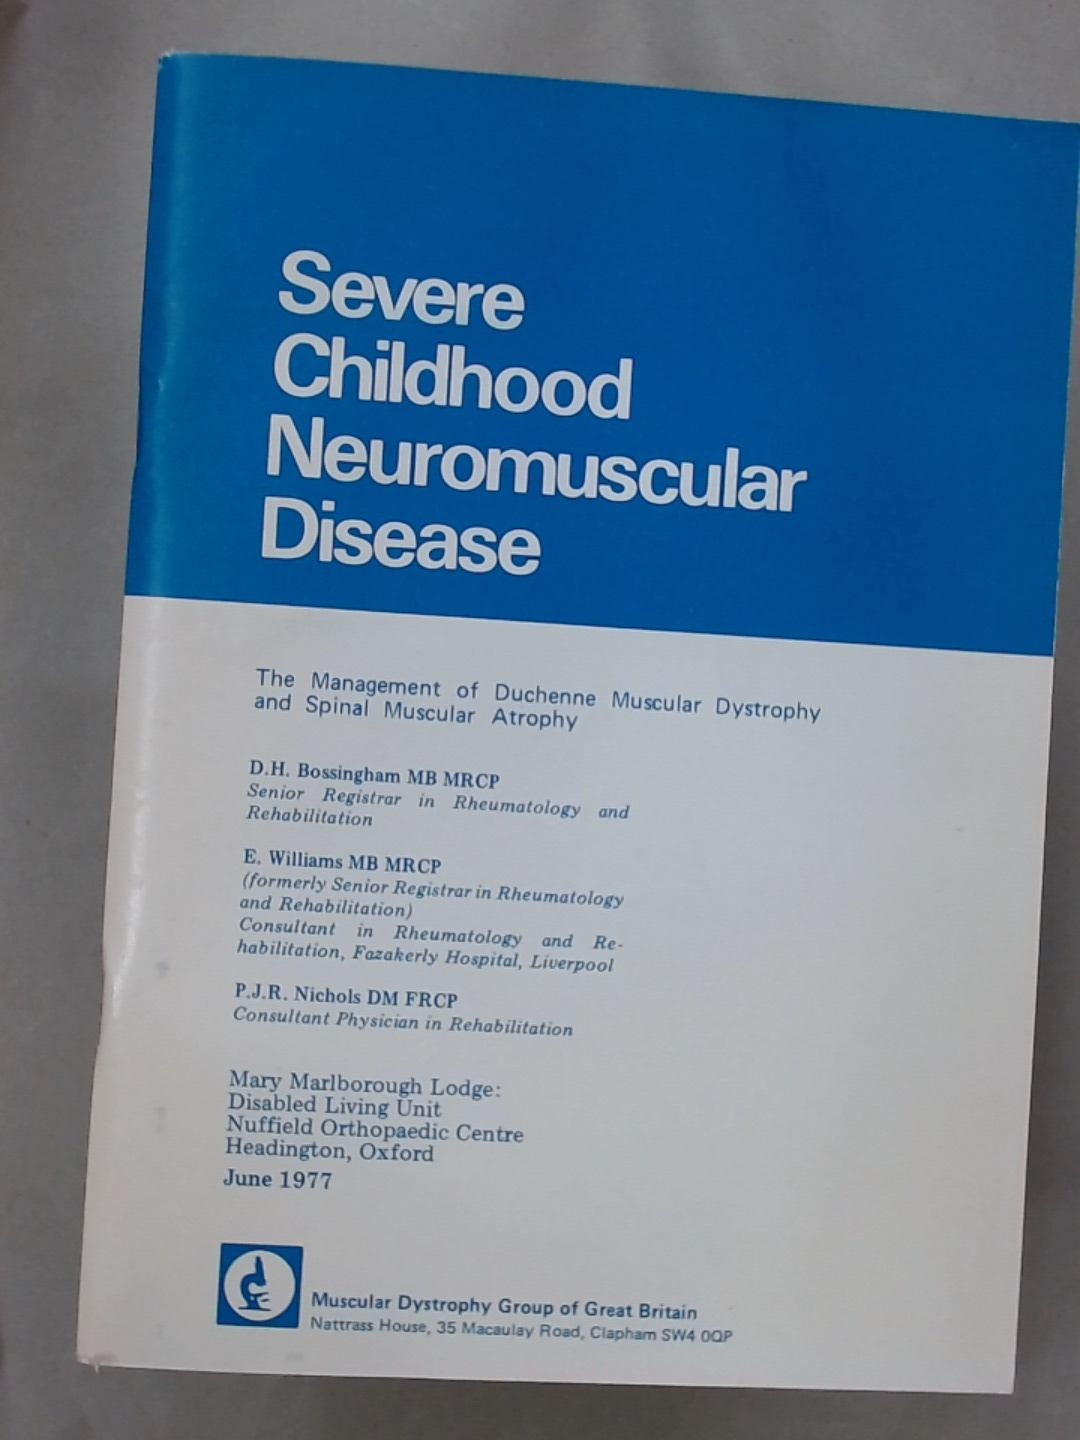 Severe
Childhood
Neuromuscular
Disease
The Management of Duchenne Muscular Dystrophy
and Spinal Muscular Atrophy
D.H. Bossingham MB MRCP
Senior Registrar in Rheumatology and
Rehabilitation
E. Williams MB MRCP
(formerly Senior Registrar in Rheumatology
and Rehabilitation)
Consultant in Rheumatology and Re-
habilitation, Fazakerly Hospital, Liverpool
P.J.R. Nichols DM FRCP
Consultant Physician in Rehabilitation
Mary Marlborough Lodge:
Disabled Living Unit
Nuffield Orthopaedic Centre
Headington, Oxford
June 1977
Muscular Dystrophy Group of Great Britain
Nattrass House, 35 Macaulay Road, Clapham SW4 0QP